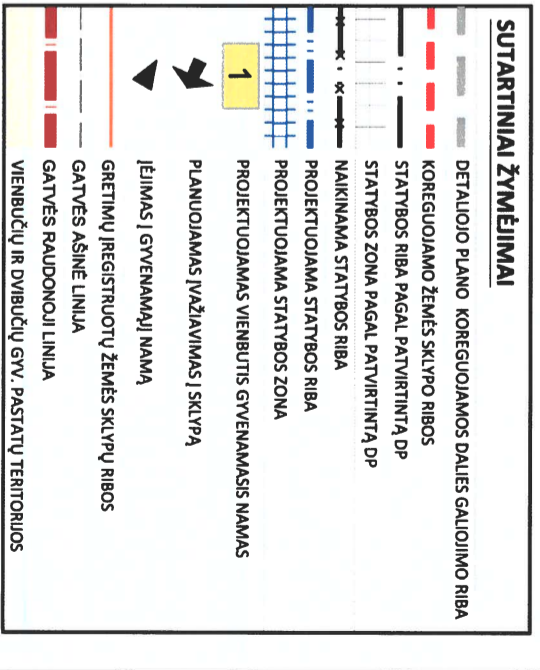 SUTARTINIAI ŽYMĖJIMAI
DETALIOJO PLANO KOREGUOJAMOS DALIES GALIOJIMO RIBA
KOREGUOJAMO ŽEMĖS SKLYPO RIBOS
STATYBOS RIBA PAGAL PATVIRTINTĄ DP
STATYBOS ZONA PAGAL PATVIRTINTĄ DP
NAIKINAMA STATYBOS RIBA
PROJEKTUOJAMA STATYBOS RIBA
PROJEKTUOJAMA STATYBOS ZONA
1 PROJEKTUOJAMAS VIENBUTIS GYVENAMASIS NAMAS
PLANUOJAMAS ĮVAŽIAVIMAS Į SKLYPĄ
ĮĖJIMAS Į GYVENAMĄJĮ NAMĄ
GRETIMŲ ĮREGISTRUOTŲ ŽEMĖS SKLYPŲ RIBOS
GATVĖS AŠINĖ LINIJA
GATVĖS RAUDONOJI LINIJA
VIENBUČIŲ IR DVIBUČIŲ GYV. PASTATŲ TERITORIJOS